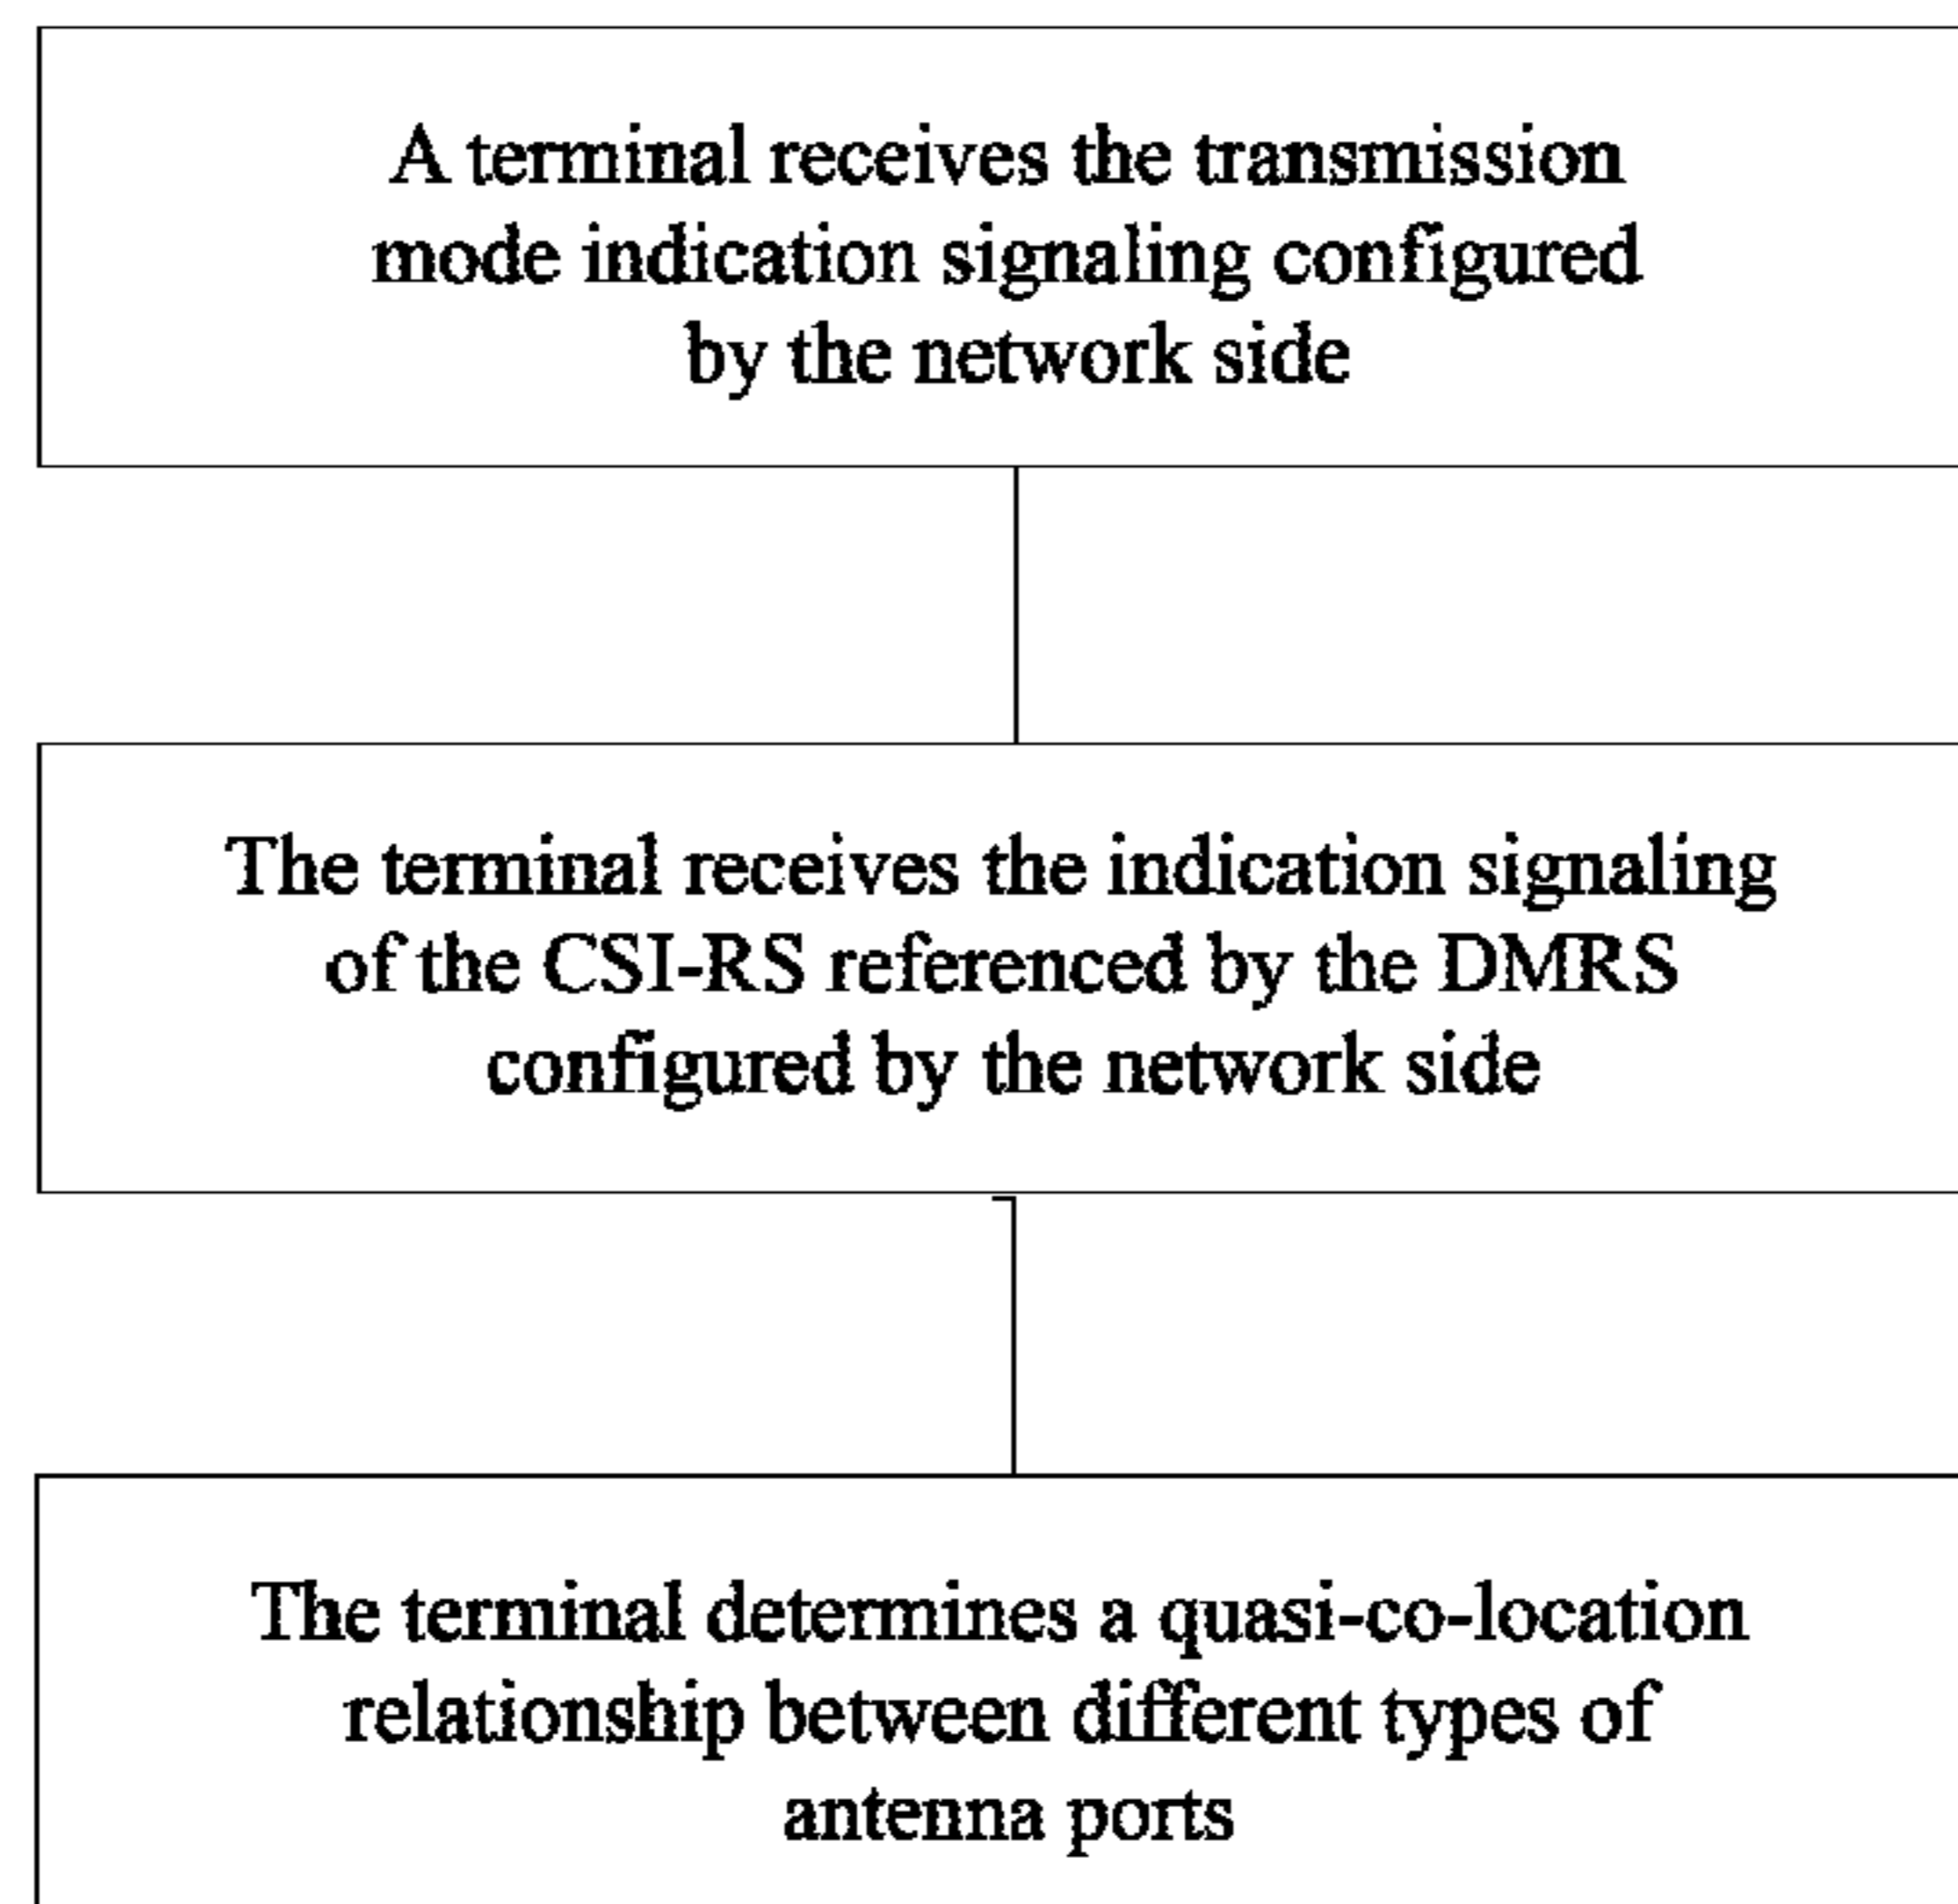 A terminal receives the transmission
mode indication signaling configured
by the network side
The terminal receives the indication signaling
of the CSI-RS referenced by the DMRS
configured by the network side
The terminal determines a quasi-co-location
relationship between different types of
antenna ports